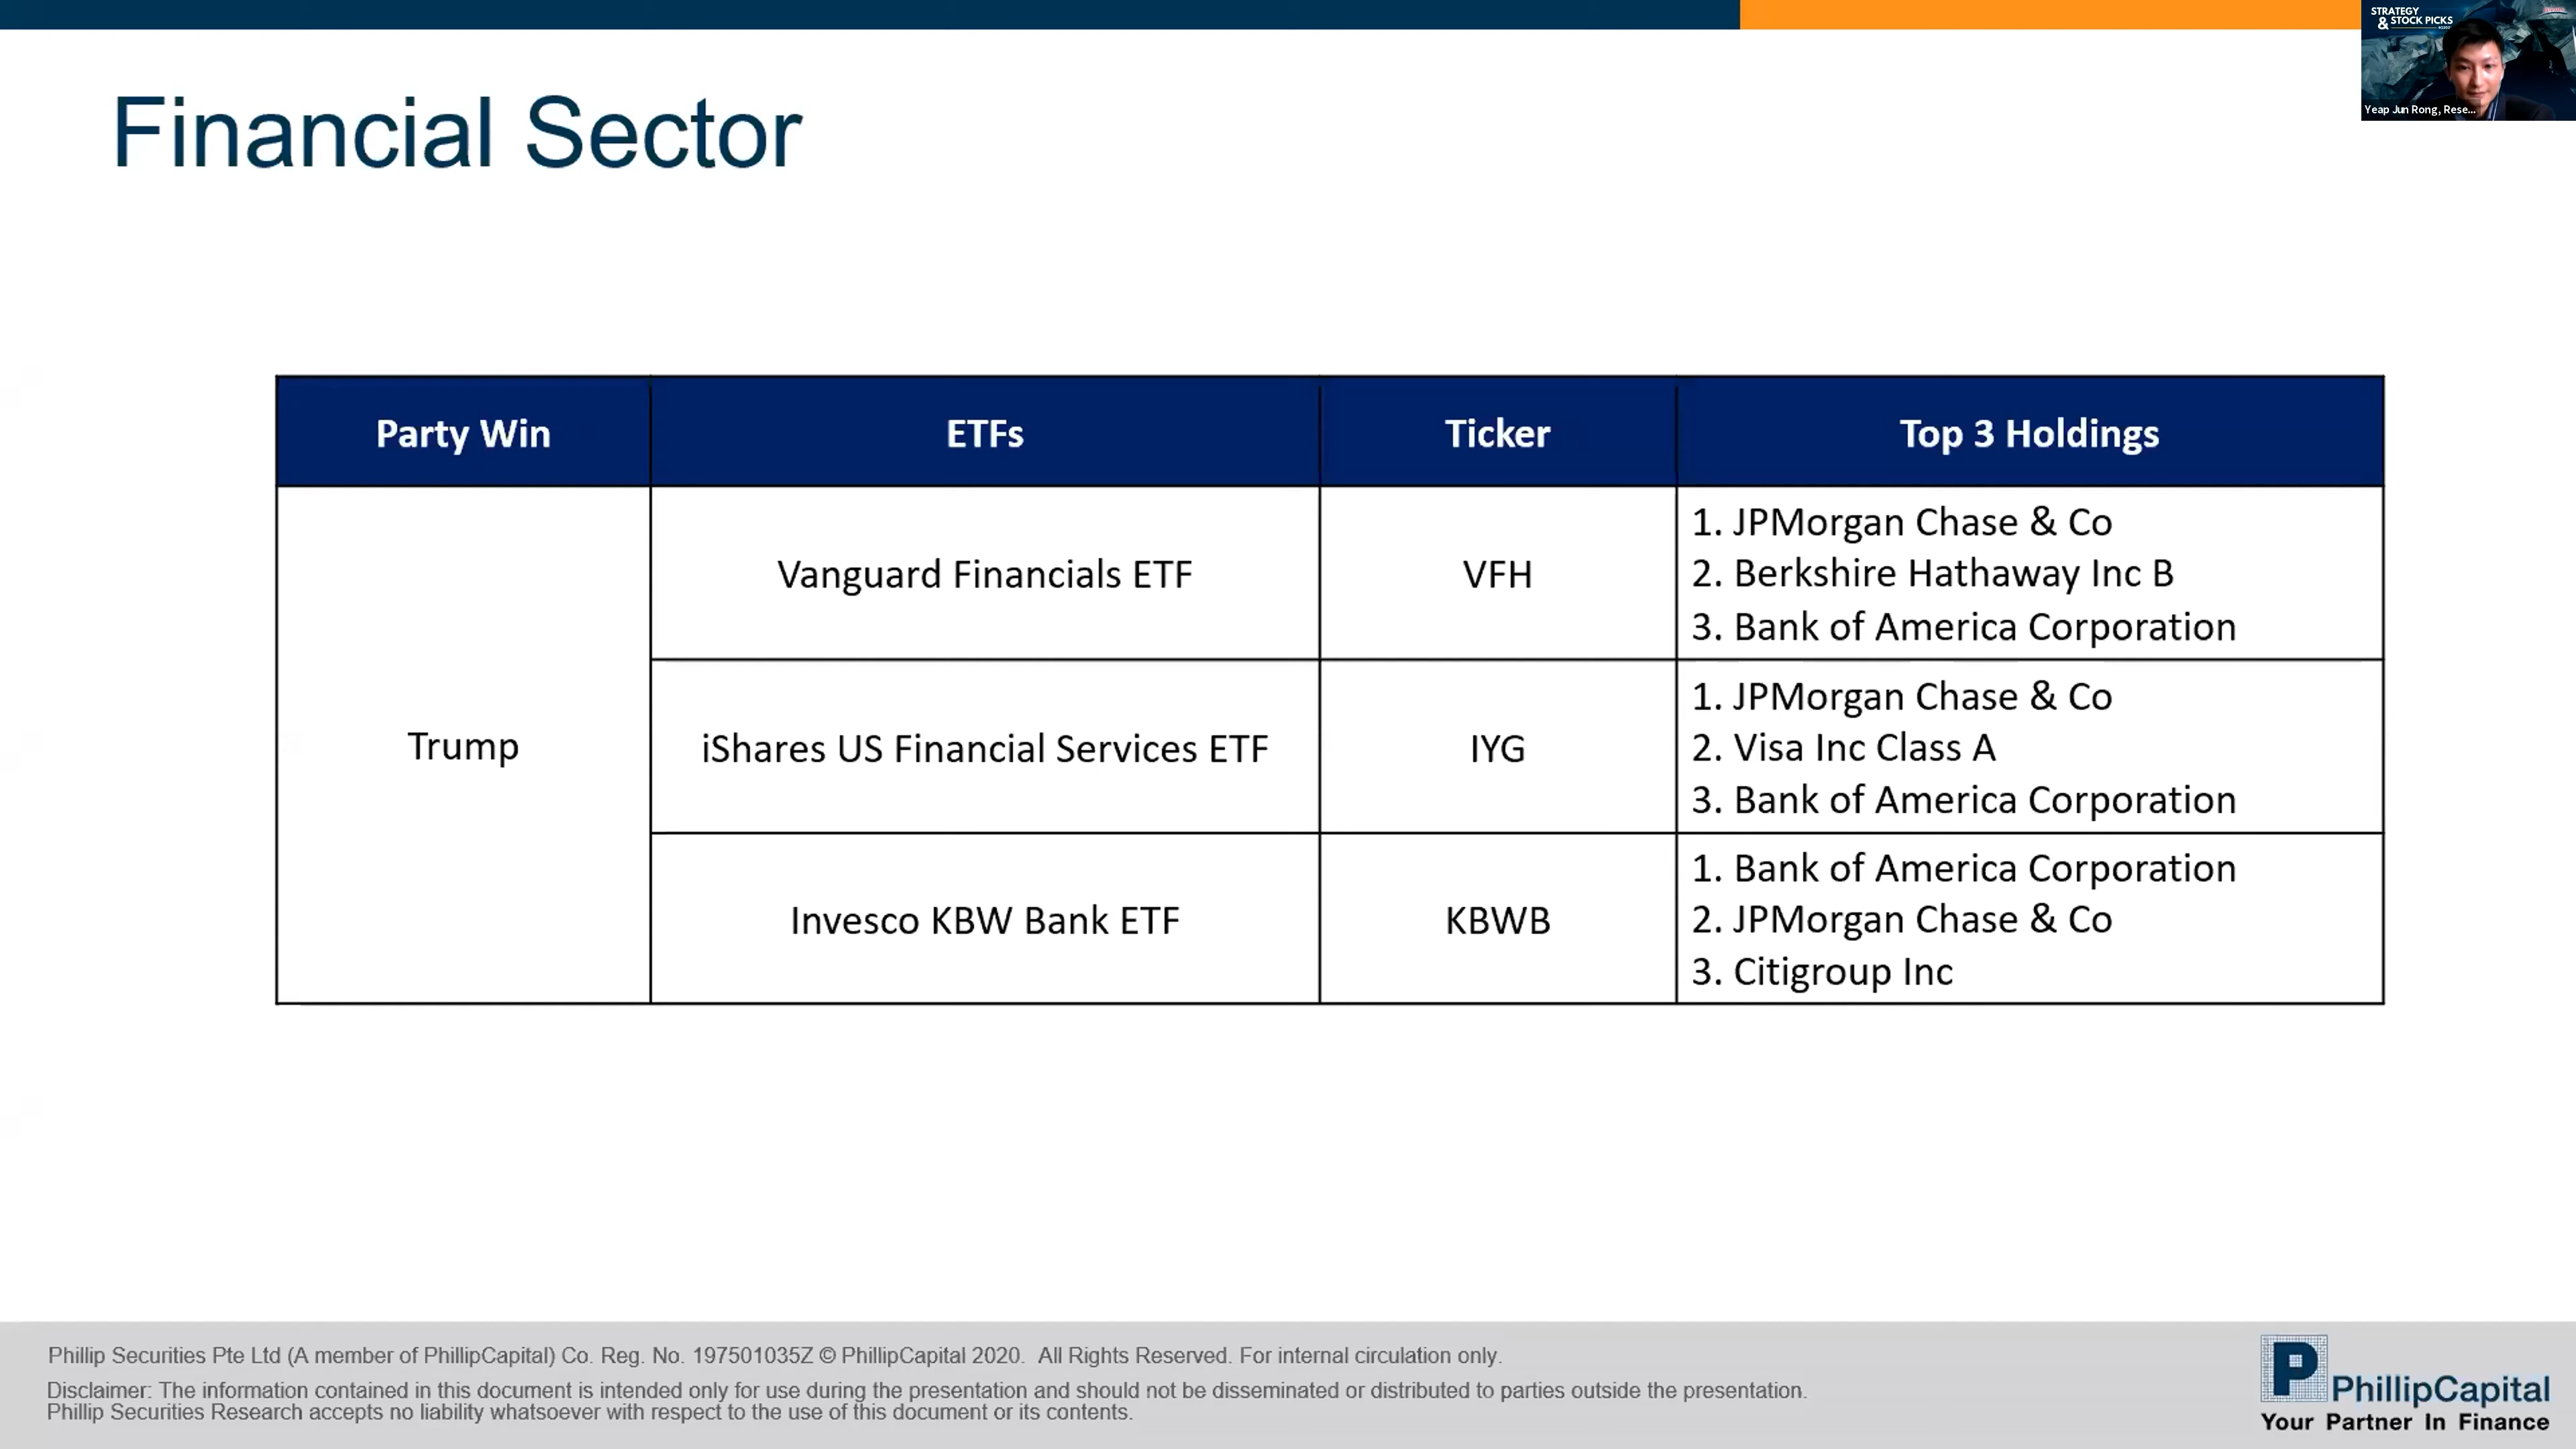 STRATEGY
& STOCK PICKS
Yeap Jun Rong, Rese...
Financial Sector
Party Win
ETFs
Ticker
Top 3 Holdings
Trump
Vanguard Financials ETF
VFH
1. JPMorgan Chase & Co
2. Berkshire Hathaway Inc B
3. Bank of America Corporation
iShares US Financial Services ETF
IYG
1. JPMorgan Chase & Co
2. Visa Inc Class A
3. Bank of America Corporation
Invesco KBW Bank ETF
KBWB
1. Bank of America Corporation
2. JPMorgan Chase & Co
3. Citigroup Inc
Phillip Securities Pte Ltd (A member of PhillipCapital) Co. Reg. No. 197501035Z © PhillipCapital 2020. All Rights Reserved. For internal circulation only.
Disclaimer: The information contained in this document is intended only for use during the presentation and should not be disseminated or distributed to parties outside the presentation.
Phillip Securities Research accepts no liability whatsoever with respect to the use of this document or its contents.
P
PhillipCapital
Your Partner In Finance